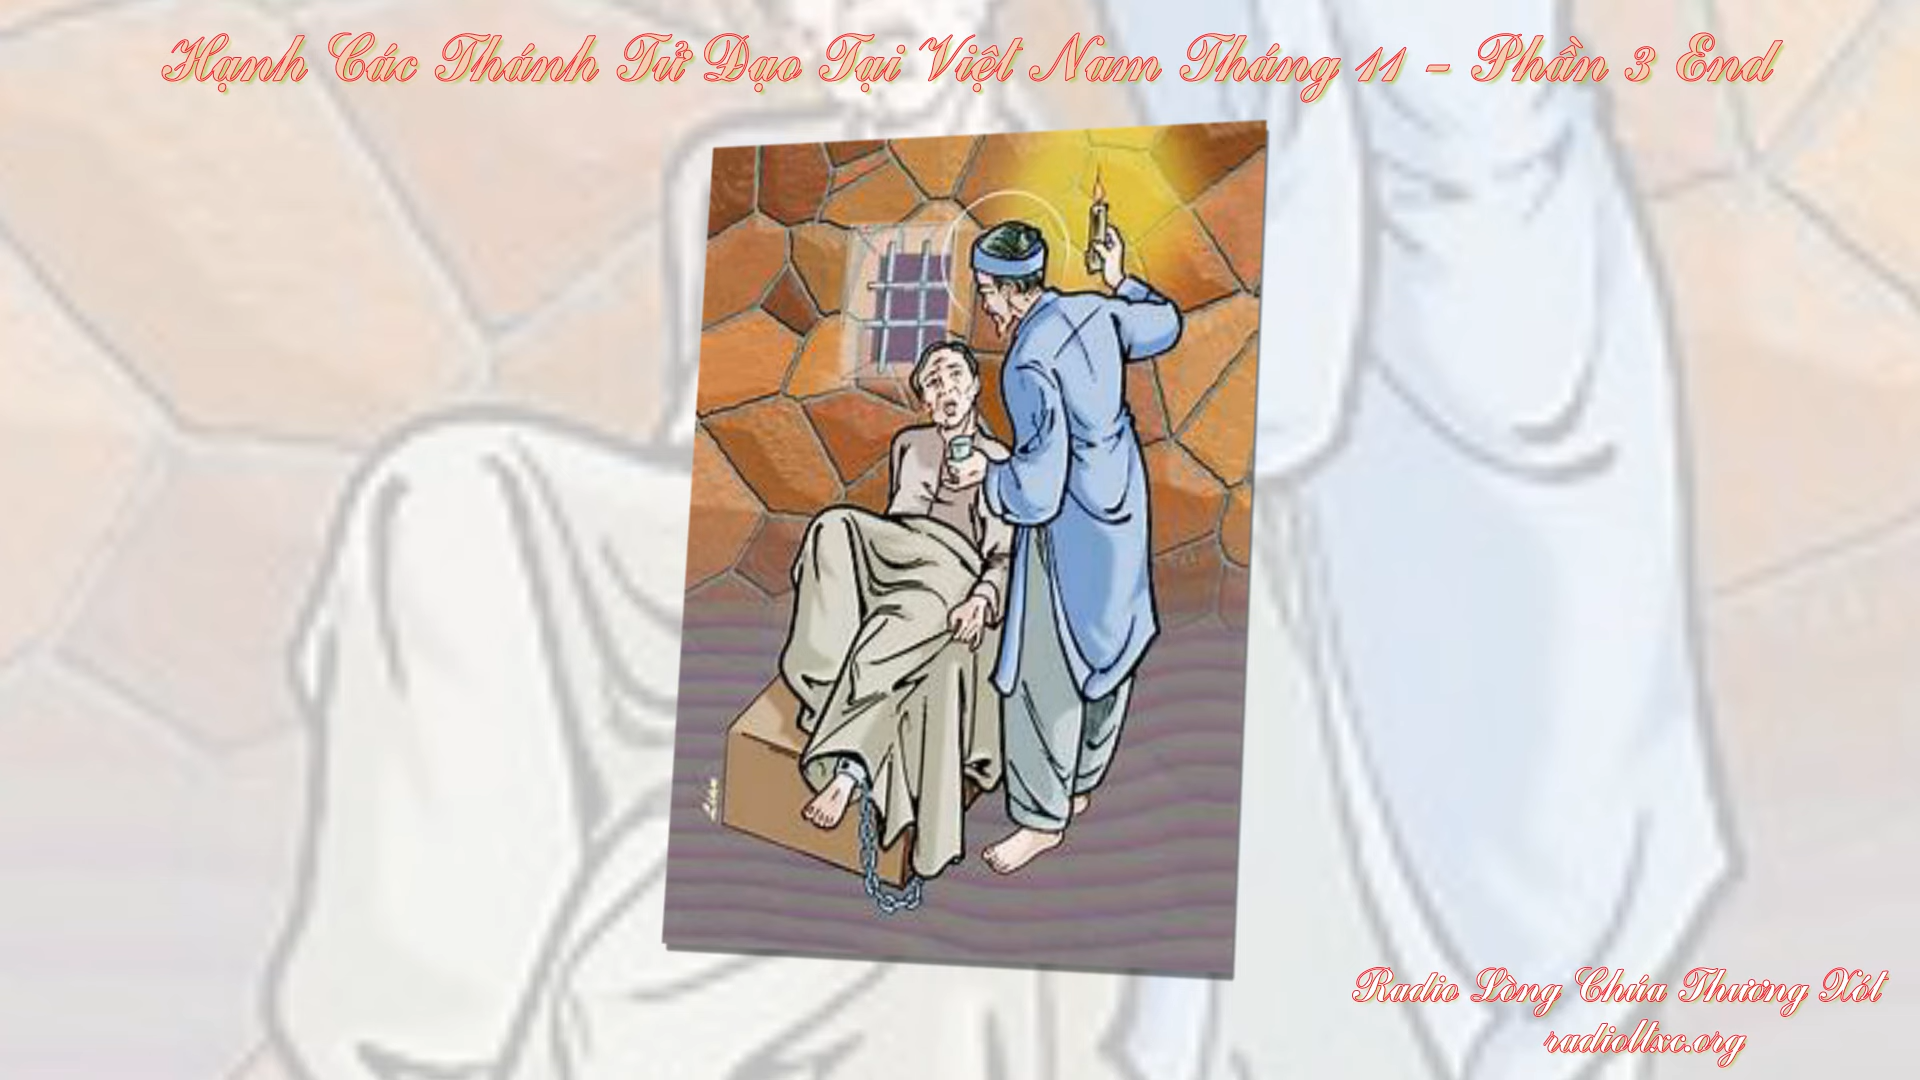 Hạnh Các Thánh Tử Đạo Tại Việt Nam Tháng 11 - Phần 3 End
Radio Lòng Chúa Thương Xót
radioltxc.org